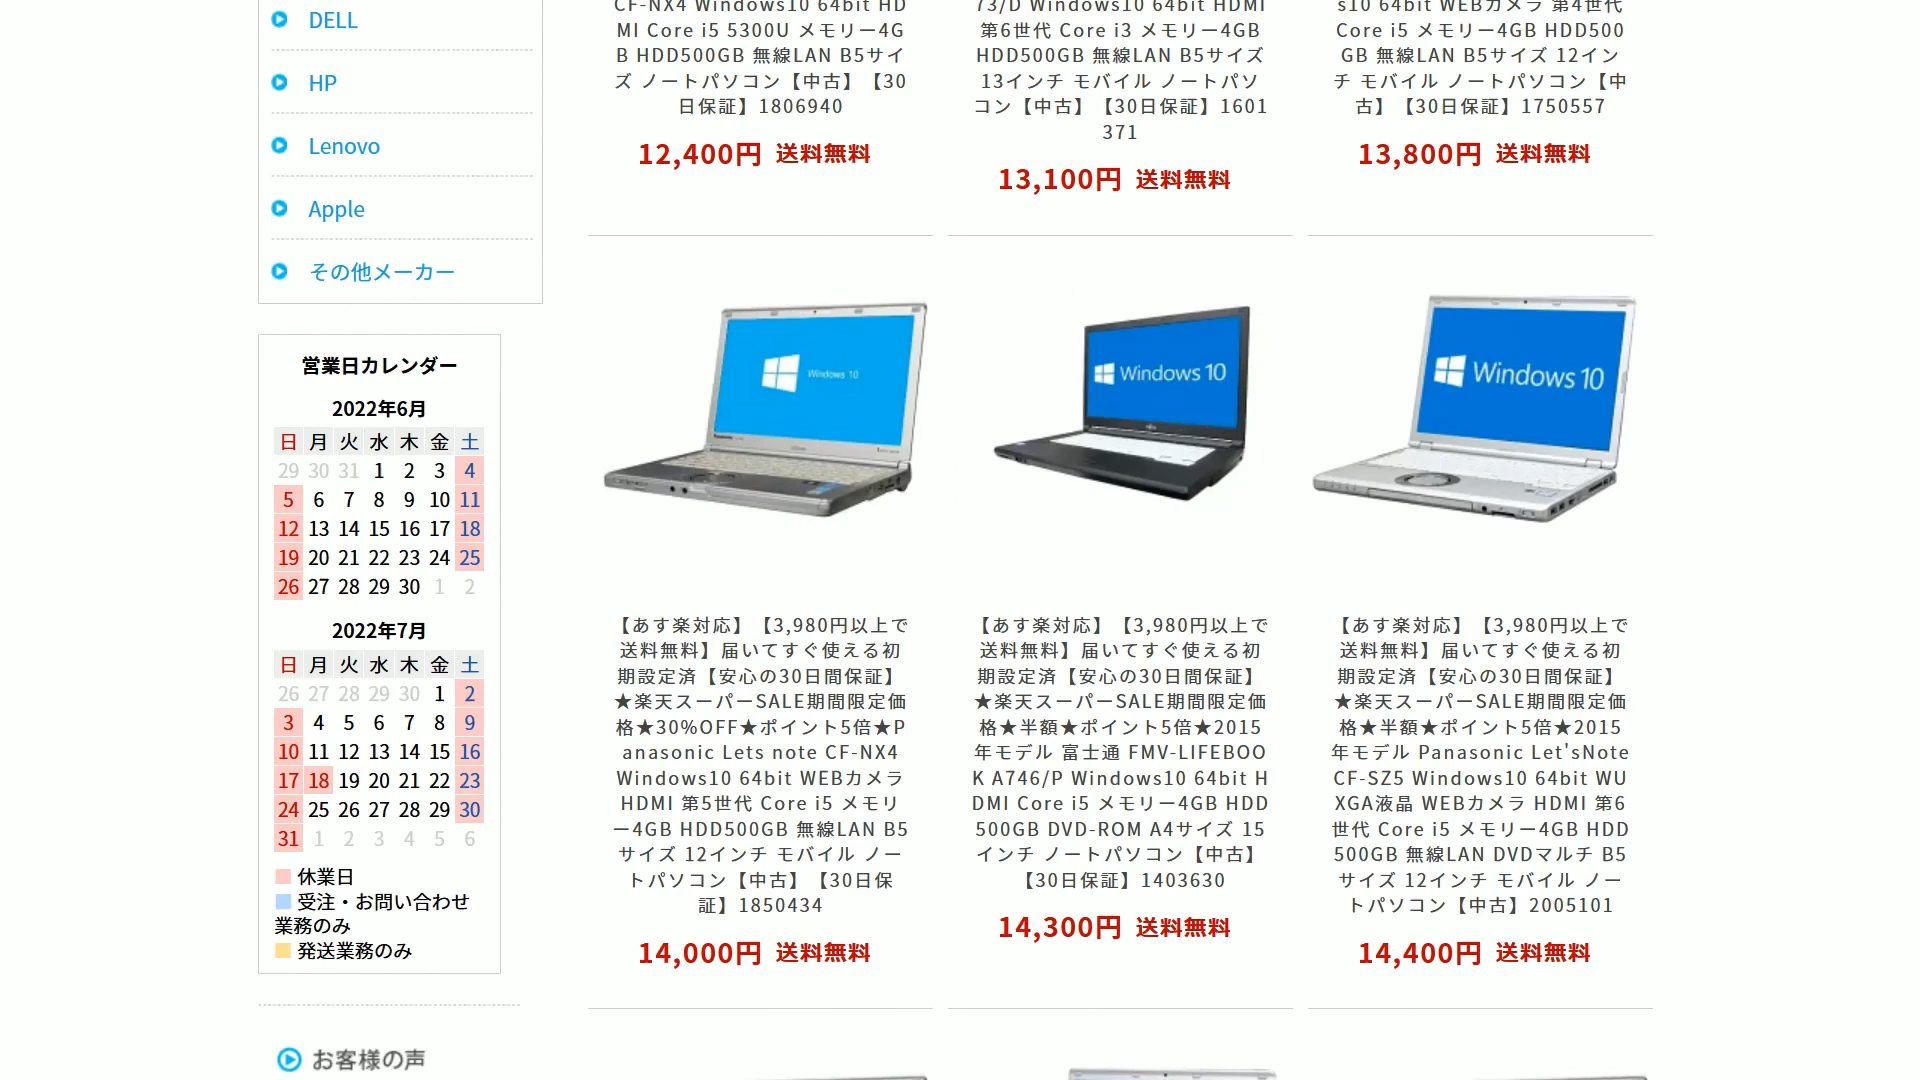 DELL
HP
Lenovo
Apple
その他メーカー
営業日カレンダー
2022年6月
日 月 火 水 木 金 土
29 30 31 1 2 3 4
5 6 7 8 9 10 11
12 13 14 15 16 17 18
19 20 21 22 23 24 25
26 27 28 29 30 1 2
2022年7月
日 月 火 水 木 金 土
26 27 28 29 30 1 2
3 4 5 6 7 8 9
10 11 12 13 14 15 16
17 18 19 20 21 22 23
24 25 26 27 28 29 30
31 1 2 3 4 5 6
休業日
受注・お問い合わせ
業務のみ
発送業務のみ
お客様の声
CF-NX4 Windows10 64bit HD
MI Core i5 5300U メモリー4G
B HDD500GB 無線LAN B5サイ
ズ ノートパソコン【中古】【30
日保証】1806940
12,400円 送料無料
73/D Windows10 64bit HDMI
第6世代 Core i3 メモリー4GB
HDD500GB 無線LAN B5サイズ
13インチ モバイル ノートパソ
コン【中古】【30日保証】1601
371
13,100円 送料無料
s10 64bit WEBカメラ 第4世代
Core i5 メモリー4GB HDD500
GB 無線LAN B5サイズ 12イン
チ モバイル ノートパソコン【中
古】【30日保証】1750557
13,800円 送料無料
Windows 10
Windows 10
Windows 10
【あす楽対応】【3,980円以上で
送料無料】届いてすぐ使える初
期設定済【安心の30日間保証】
★楽天スーパーSALE期間限定価
格★30%OFF★ポイント5倍★P
anasonic Lets note CF-NX4
Windows10 64bit WEBカメラ
HDMI 第5世代 Core i5 メモリ
ー4GB HDD500GB 無線LAN B5
サイズ 12インチ モバイル ノー
トパソコン【中古】【30日保
証】1850434
14,000円 送料無料
【あす楽対応】【3,980円以上で
送料無料】届いてすぐ使える初
期設定済【安心の30日間保証】
★楽天スーパーSALE期間限定価
格★半額★ポイント5倍★2015
年モデル 富士通 FMV-LIFEBOO
K A746/P Windows10 64bit H
DMI Core i5 メモリー4GB HDD
500GB DVD-ROM A4サイズ 15
インチ ノートパソコン【中古】
【30日保証】1403630
14,300円 送料無料
【あす楽対応】【3,980円以上で
送料無料】届いてすぐ使える初
期設定済【安心の30日間保証】
★楽天スーパーSALE期間限定価
格★半額★ポイント5倍★2015
年モデル Panasonic Let'sNote
CF-SZ5 Windows10 64bit WU
XGA液晶 WEBカメラ HDMI 第6
世代 Core i5 メモリー4GB HDD
500GB 無線LAN DVDマルチ B5
サイズ 12インチ モバイル ノー
トパソコン【中古】2005101
14,400円 送料無料